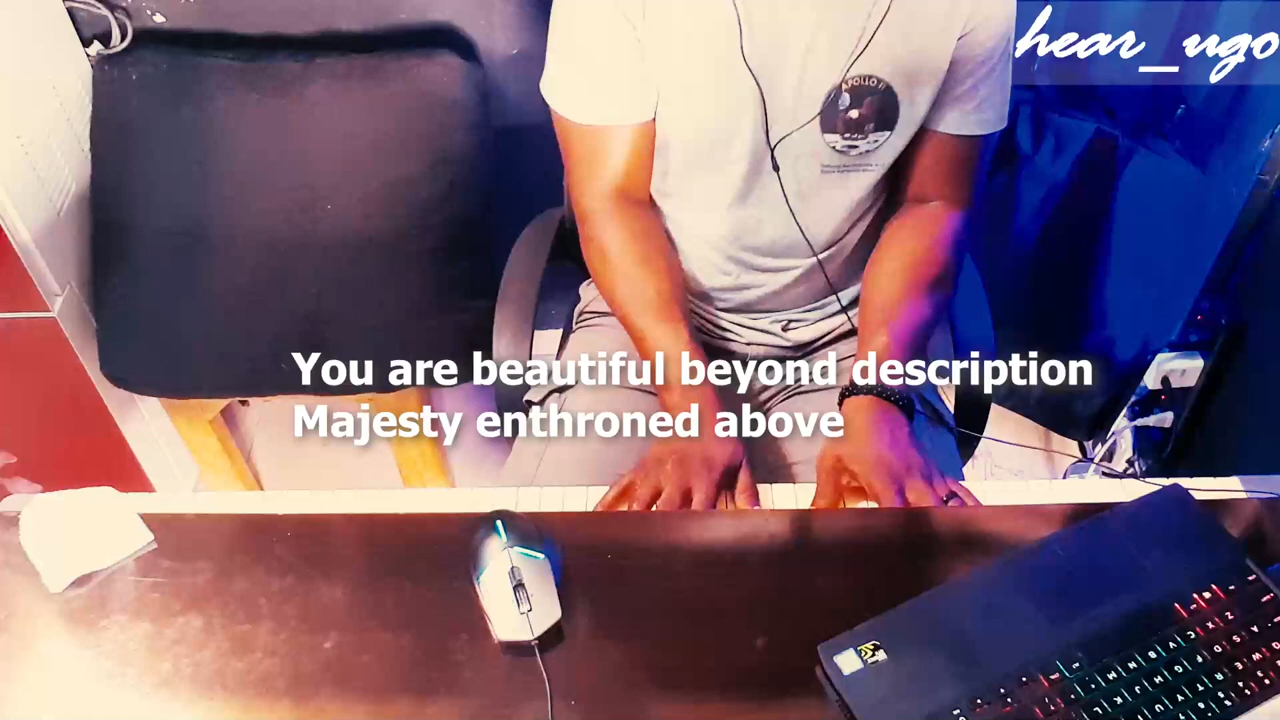 hear_ugo
APOLLO 11
You are beautiful beyond description
Majesty enthroned above